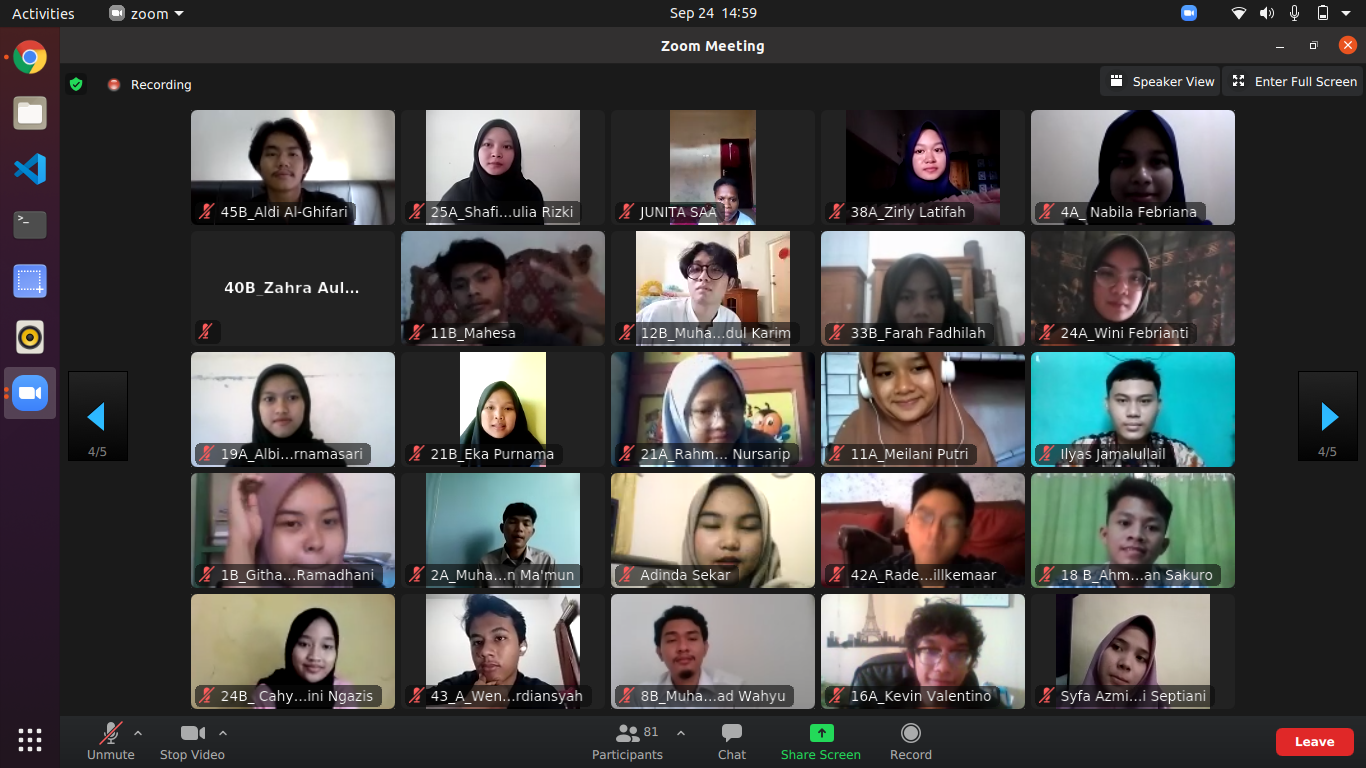 Activities
zoom
Sep 24 14:59
Zoom Meeting
Recording
Speaker View
Enter Full Screen
45B_Aldi Al-Ghifari
25A_Shafi...ulia Rizki
JUNITA SAA
38A_Zirly Latifah
4A_ Nabila Febriana
40B_Zahra Aul...
11B_Mahesa
12B_Muha...dul Karim
33B_Farah Fadhilah
24A_Wini Febrianti
19A_Albi...rnamasari
21B_Eka Purnama
21A_Rahm... Nursarip
11A_Meilani Putri
Ilyas Jamalullail
4/5
4/5
1B_Githa...Ramadhani
2A_Muha...n Ma'mun
Adinda Sekar
42A_Rade...illkemaar
18 B_Ahm...an Sakuro
24B_ Cahy...ini Ngazis
43_A_Wen...rdiansyah
8B_Muha...ad Wahyu
16A_Kevin Valentino
Syfa Azmi...i Septiani
Unmute
Stop Video
Participants
81
Chat
Share Screen
Record
Leave